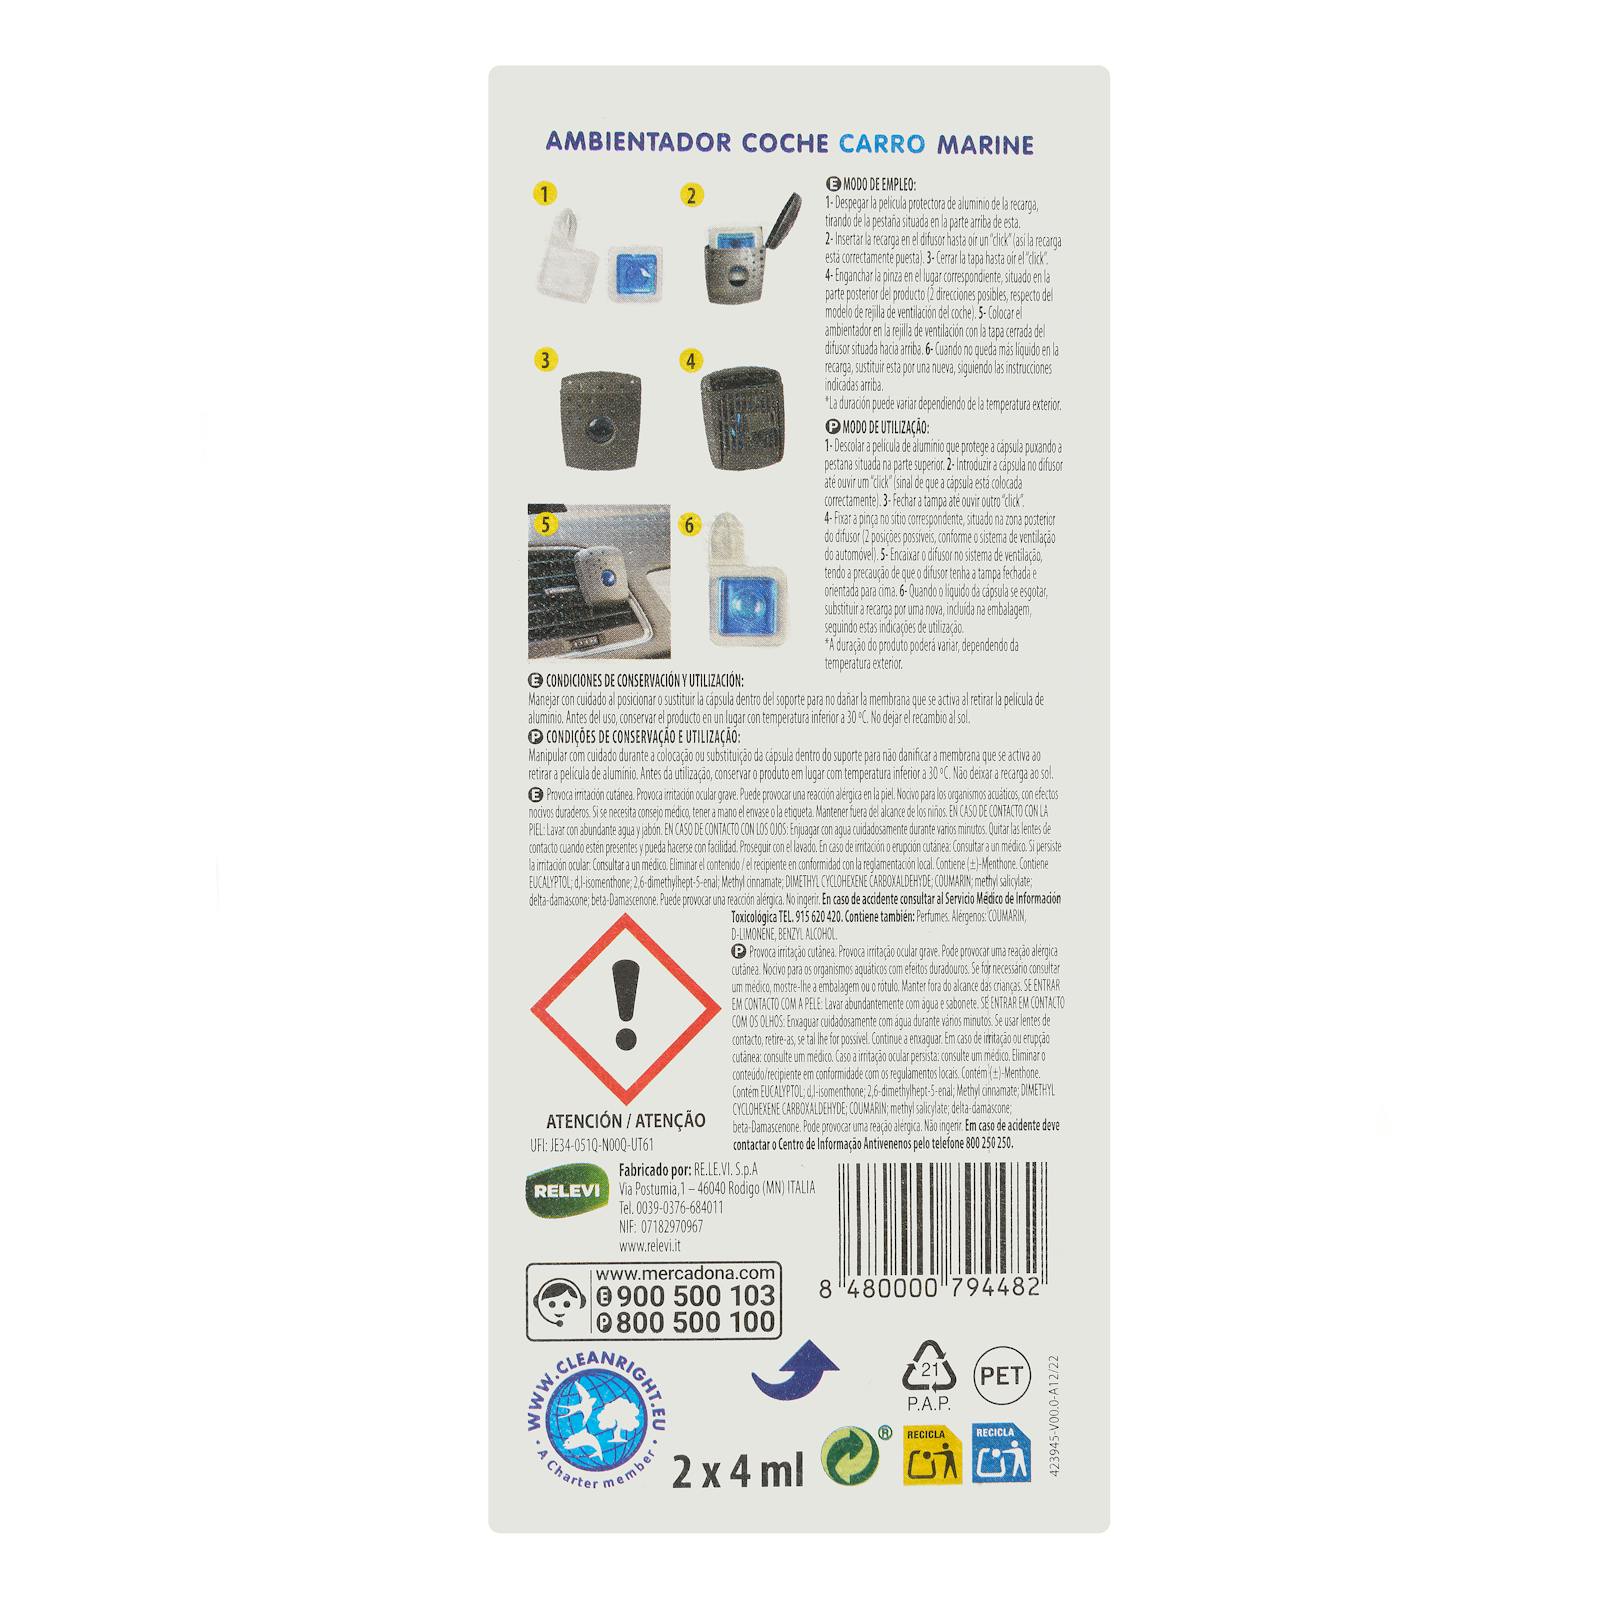 AMBIENTADOR COCHE CARRO MARINE
1
2
3
4
5
6
E MODO DE EMPLEO:
1- Despegar la película protectora de aluminio de la recarga,
tirando de la pestaña situada en la parte arriba de esta.
2- Insertar la recarga en el difusor hasta oír un "click" (así la recarga
está correctamente puesta). 3- Cerrar la tapa hasta oír el "click".
4- Enganchar la pinza en el lugar correspondiente, situado en la
parte posterior del producto (2 direcciones posibles, respecto del
modelo de rejilla de ventilación del coche). 5- Colocar el
ambientador en la rejilla de ventilación con la tapa cerrada del
difusor situada hacia arriba. 6- Cuando no queda más líquido en la
recarga, sustituir esta por una nueva, siguiendo las instrucciones
indicadas arriba.
*La duración puede variar dependiendo de la temperatura exterior.
P MODO DE UTILIZAÇÃO:
1- Descolar a película de alumínio que protege a cápsula puxando a
pestana situada na parte superior. 2- Introduzir a cápsula no difusor
até ouvir um "click" (sinal de que a cápsula está colocada
correctamente). 3- Fechar a tampa até ouvir outro "click".
4- Fixar a pinça no sítio correspondente, situado na zona posterior
do difusor (2 posições possíveis, conforme o sistema de ventilação
do automóvel). 5- Encaixar o difusor no sistema de ventilação,
tendo a precaução de que o difusor tenha a tampa fechada e
orientada para cima. 6- Quando o líquido da cápsula se esgotar,
substituir a recarga por uma nova, incluída na embalagem,
seguindo estas indicações de utilização.
*A duração do produto poderá variar, dependendo da
temperatura exterior.
E CONDICIONES DE CONSERVACIÓN Y UTILIZACIÓN:
Manejar con cuidado al posicionar o sustituir la cápsula dentro del soporte para no dañar la membrana que se activa al retirar la película de
aluminio. Antes del uso, conservar el producto en un lugar con temperatura inferior a 30 ºC. No dejar el recambio al sol.
P CONDIÇÕES DE CONSERVAÇÃO E UTILIZAÇÃO:
Manipular com cuidado durante a colocação ou substituição da cápsula dentro do suporte para não danificar a membrana que se activa ao
retirar a película de alumínio. Antes da utilização, conservar o produto em lugar com temperatura inferior a 30 ºC. Não deixar a recarga ao sol.
E Provoca irritación cutánea. Provoca irritación ocular grave. Puede provocar una reacción alérgica en la piel. Nocivo para los organismos acuáticos, con efectos
nocivos duraderos. Si se necesita consejo médico, tener a mano el envase o la etiqueta. Mantener fuera del alcance de los niños. EN CASO DE CONTACTO CON LA
PIEL: Lavar con abundante agua y jabón. EN CASO DE CONTACTO CON LOS OJOS: Enjuagar con agua cuidadosamente durante varios minutos. Quitar las lentes de
contacto cuando estén presentes y pueda hacerse con facilidad. Proseguir con el lavado. En caso de irritación o erupción cutánea: Consultar a un médico. Si persiste
la irritación ocular: Consultar a un médico. Eliminar el contenido / el recipiente en conformidad con la reglamentación local. Contiene (±)-Menthone. Contiene
EUCALYPTOL; d,l-isomenthone; 2,6-dimethylhept-5-enal; Methyl cinnamate; DIMETHYL CYCLOHEXENE CARBOXALDEHYDE; COUMARIN; methyl salicylate;
delta-damascone; beta-Damascenone. Puede provocar una reacción alérgica. No ingerir. En caso de accidente consultar al Servicio Médico de Información
Toxicológica TEL. 915 620 420. Contiene también: Perfumes. Alérgenos: COUMARIN,
D-LIMONENE, BENZYL ALCOHOL.
P Provoca irritação cutânea. Provoca irritação ocular grave. Pode provocar uma reação alérgica
cutânea. Nocivo para os organismos aquáticos com efeitos duradouros. Se for necessário consultar
um médico, mostre-lhe a embalagem ou o rótulo. Manter fora do alcance das crianças. SE ENTRAR
EM CONTACTO COM A PELE: Lavar abundantemente com água e sabonete. SE ENTRAR EM CONTACTO
COM OS OLHOS: Enxaguar cuidadosamente com água durante vários minutos. Se usar lentes de
contacto, retire-as, se tal lhe for possível. Continue a enxaguar. Em caso de irritação ou erupção
cutânea: consulte um médico. Caso a irritação ocular persista: consulte um médico. Eliminar o
conteúdo/recipiente em conformidade com os regulamentos locais. Contém (±)-Menthone.
Contém EUCALYPTOL; d,l-isomenthone; 2,6-dimethylhept-5-enal; Methyl cinnamate; DIMETHYL
CYCLOHEXENE CARBOXALDEHYDE; COUMARIN; methyl salicylate; delta-damascone;
beta-Damascenone. Pode provocar uma reação alérgica. Não ingerir. Em caso de acidente deve
contactar o Centro de Informação Antivenenos pelo telefone 800 250 250.
ATENCIÓN / ATENÇÃO
UFI: JE34-051Q-N00Q-UT61
RELEVI
Fabricado por: RE.LE.VI. S.p.A
Via Postumia,1 – 46040 Rodigo (MN) ITALIA
Tel. 0039-0376-684011
NIF: 07182970967
www.relevi.it
8 480000 794482
www.mercadona.com
E 900 500 103
P 800 500 100
WWW.CLEANRIGHT.EU
A Charter member
2 x 4 ml
21
P.A.P.
PET
®
RECICLA
RECICLA
423945-V00.0-A12/22